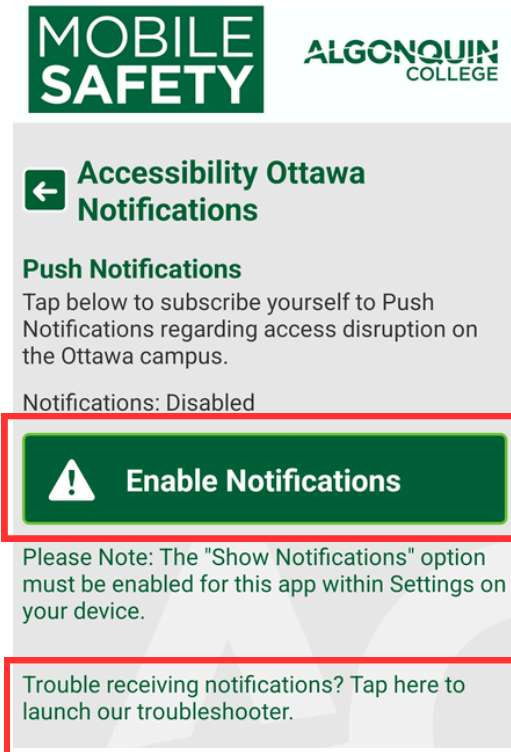 MOBILE
SAFETY
ALGONQUIN
COLLEGE
Accessibility Ottawa
Notifications
Push Notifications
Tap below to subscribe yourself to Push
Notifications regarding access disruption on
the Ottawa campus.
Notifications: Disabled
Enable Notifications
Please Note: The "Show Notifications" option
must be enabled for this app within Settings on
your device.
Trouble receiving notifications? Tap here to
launch our troubleshooter.